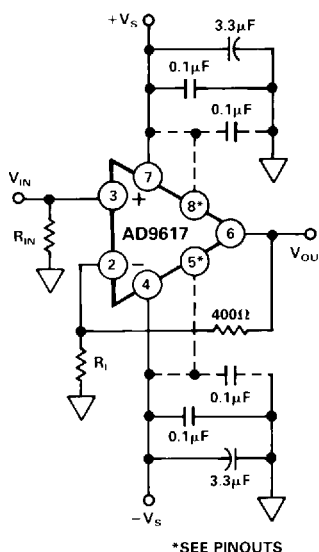 +VS
3.3µF
0.1µF
0.1µF
VIN
3
+
7
8*
RIN
AD9617
6
VOU
2
−
4
5*
400Ω
RI
0.1µF
0.1µF
3.3µF
−VS
*SEE PINOUTS